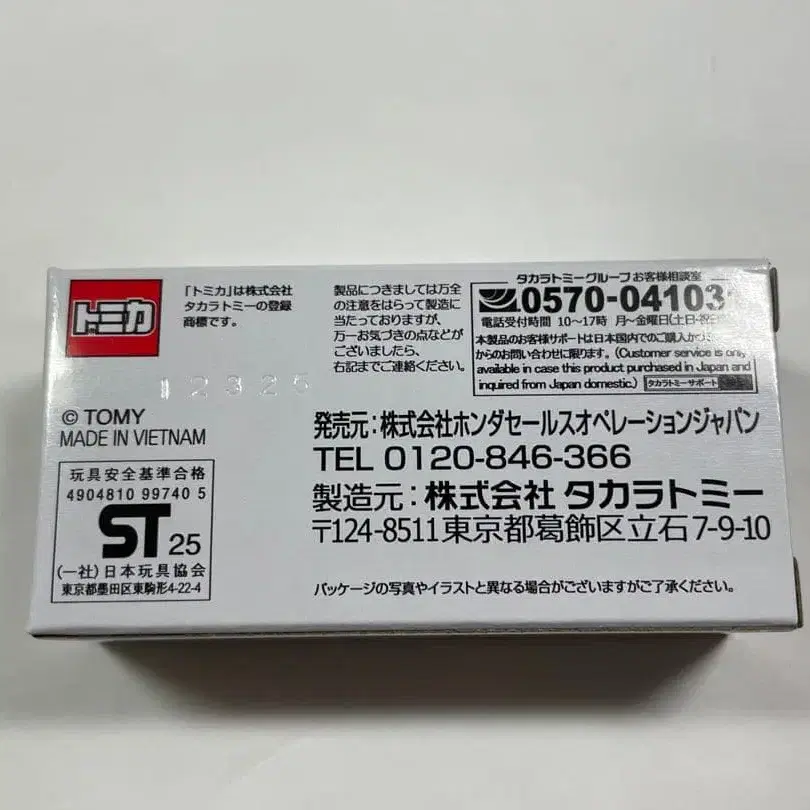 トミカ
「トミカ」は株式会社
タカラトミーの登録
商標です。
製品につきましては万全
の注意をはらって製造に
当たっておりますが、
万一お気づきの点などが
ございましたら、
右記までご連絡ください。
タカラトミーグループ お客様相談室
0570-04103
電話受付時間 10〜17時 月〜金曜日(土日・祝
本製品のお客様サポートは日本国内でのご購入か
からのお問い合わせに限ります。(Customer service is only
available in case this product purchased in Japan and
inquired from Japan domestic.) タカラトミーサポート
12325
© TOMY
MADE IN VIETNAM
玩具安全基準合格
4904810 99740 5
ST 25
(一社)日本玩具協会
東京都墨田区東駒形4-22-4
発売元:株式会社ホンダセールスオペレーションジャパン
TEL 0120-846-366
製造元:株式会社 タカラトミー
〒124-8511東京都葛飾区立石7-9-10
パッケージの写真やイラストと異なる場合がございますがご了承ください。